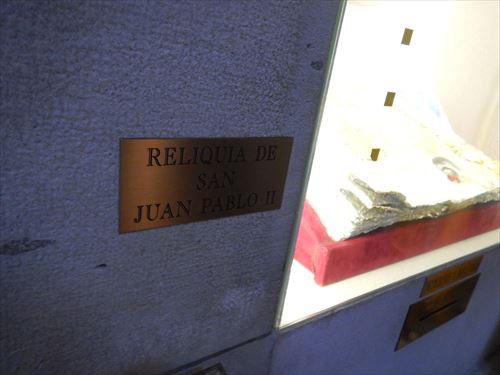 RELIQUIA DE
SAN
JUAN PABLO II